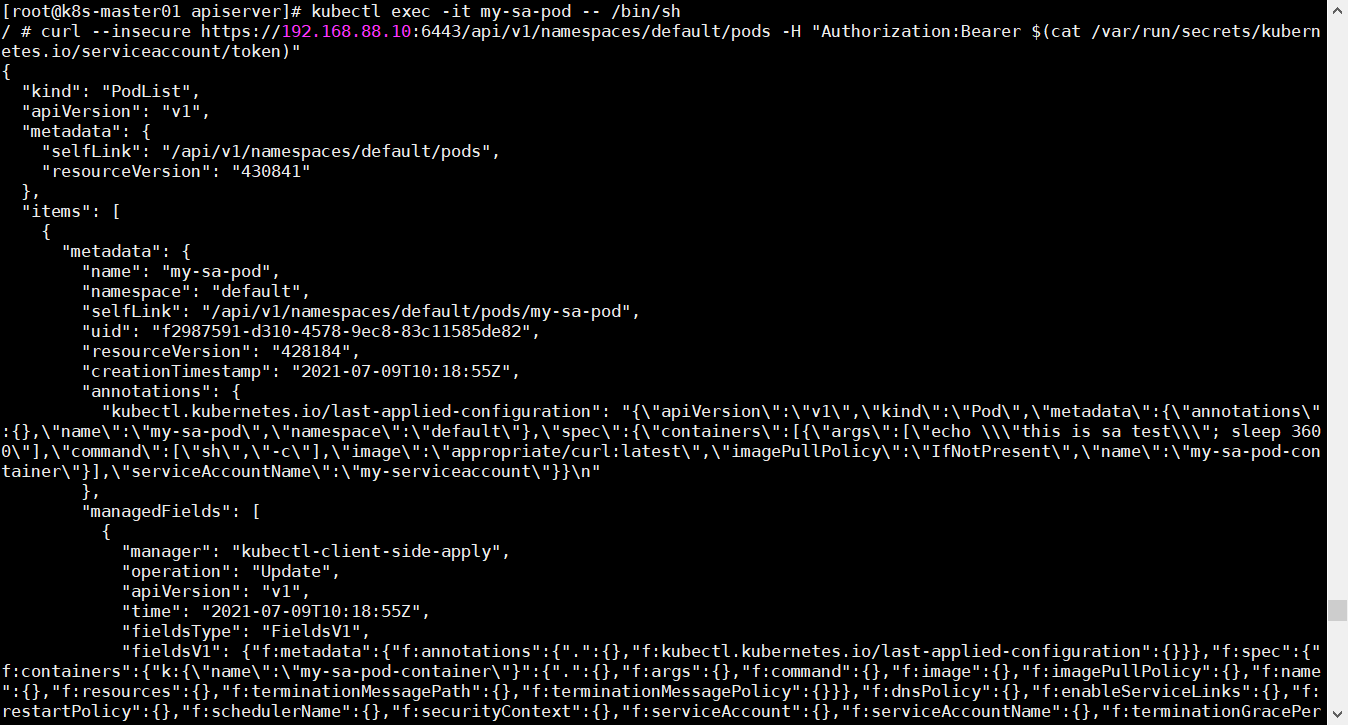 [root@k8s-master01 apiserver]# kubectl exec -it my-sa-pod -- /bin/sh
/ # curl --insecure https://192.168.88.10:6443/api/v1/namespaces/default/pods -H "Authorization:Bearer $(cat /var/run/secrets/kubern
etes.io/serviceaccount/token)"
{
  "kind": "PodList",
  "apiVersion": "v1",
  "metadata": {
    "selfLink": "/api/v1/namespaces/default/pods",
    "resourceVersion": "430841"
  },
  "items": [
    {
      "metadata": {
        "name": "my-sa-pod",
        "namespace": "default",
        "selfLink": "/api/v1/namespaces/default/pods/my-sa-pod",
        "uid": "f2987591-d310-4578-9ec8-83c11585de82",
        "resourceVersion": "428184",
        "creationTimestamp": "2021-07-09T10:18:55Z",
        "annotations": {
          "kubectl.kubernetes.io/last-applied-configuration": "{\"apiVersion\":\"v1\",\"kind\":\"Pod\",\"metadata\":{\"annotations\"
:{},\"name\":\"my-sa-pod\",\"namespace\":\"default\"},\"spec\":{\"containers\":[{\"args\":[\"echo \\\"this is sa test\\\"; sleep 360
0\"],\"command\":[\"sh\",\"-c\"],\"image\":\"appropriate/curl:latest\",\"imagePullPolicy\":\"IfNotPresent\",\"name\":\"my-sa-pod-con
tainer\"}],\"serviceAccountName\":\"my-serviceaccount\"}}\n"
        },
        "managedFields": [
          {
            "manager": "kubectl-client-side-apply",
            "operation": "Update",
            "apiVersion": "v1",
            "time": "2021-07-09T10:18:55Z",
            "fieldsType": "FieldsV1",
            "fieldsV1": {"f:metadata":{"f:annotations":{".":{},"f:kubectl.kubernetes.io/last-applied-configuration":{}}},"f:spec":{"
f:containers":{"k:{\"name\":\"my-sa-pod-container\"}":{".":{},"f:args":{},"f:command":{},"f:image":{},"f:imagePullPolicy":{},"f:name
":{},"f:resources":{},"f:terminationMessagePath":{},"f:terminationMessagePolicy":{}}},"f:dnsPolicy":{},"f:enableServiceLinks":{},"f:
restartPolicy":{},"f:schedulerName":{},"f:securityContext":{},"f:serviceAccount":{},"f:serviceAccountName":{},"f:terminationGracePer